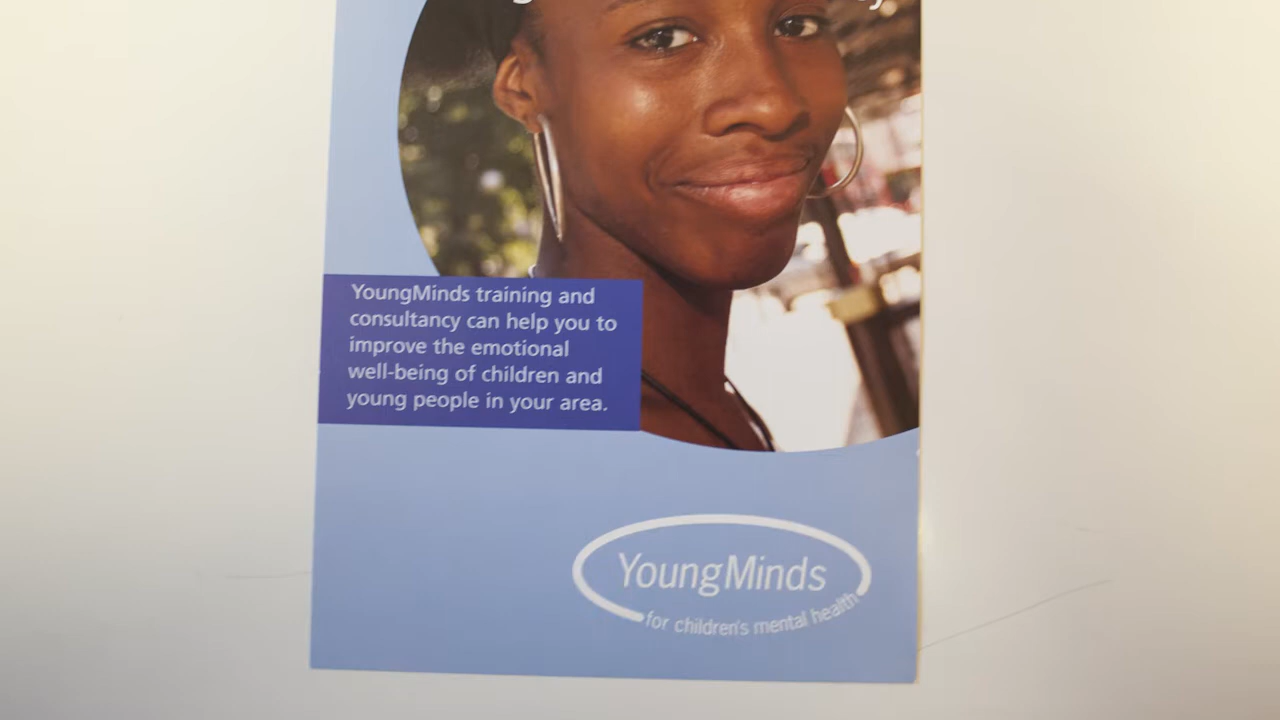 YoungMinds training and
consultancy can help you to
improve the emotional
well-being of children and
young people in your area.
YoungMinds
for children's mental health